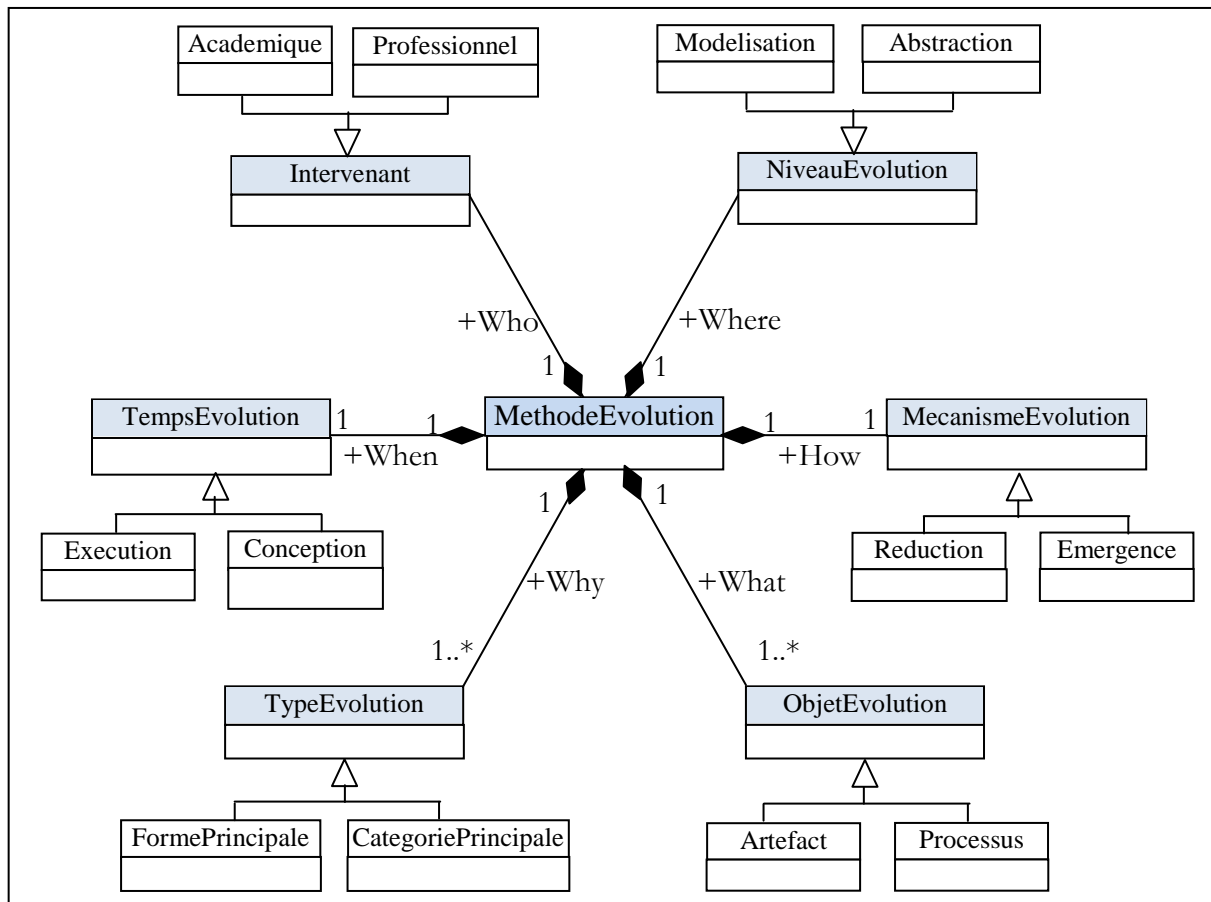 Academique
Professionnel
Modelisation
Abstraction
Intervenant
NiveauEvolution
+Who
+Where
1
1
TempsEvolution
1
1
MethodeEvolution
1
1
MecanismeEvolution
+When
+How
1
1
Execution
Conception
Reduction
Emergence
+Why
+What
1..*
1..*
TypeEvolution
ObjetEvolution
FormePrincipale
CategoriePrincipale
Artefact
Processus